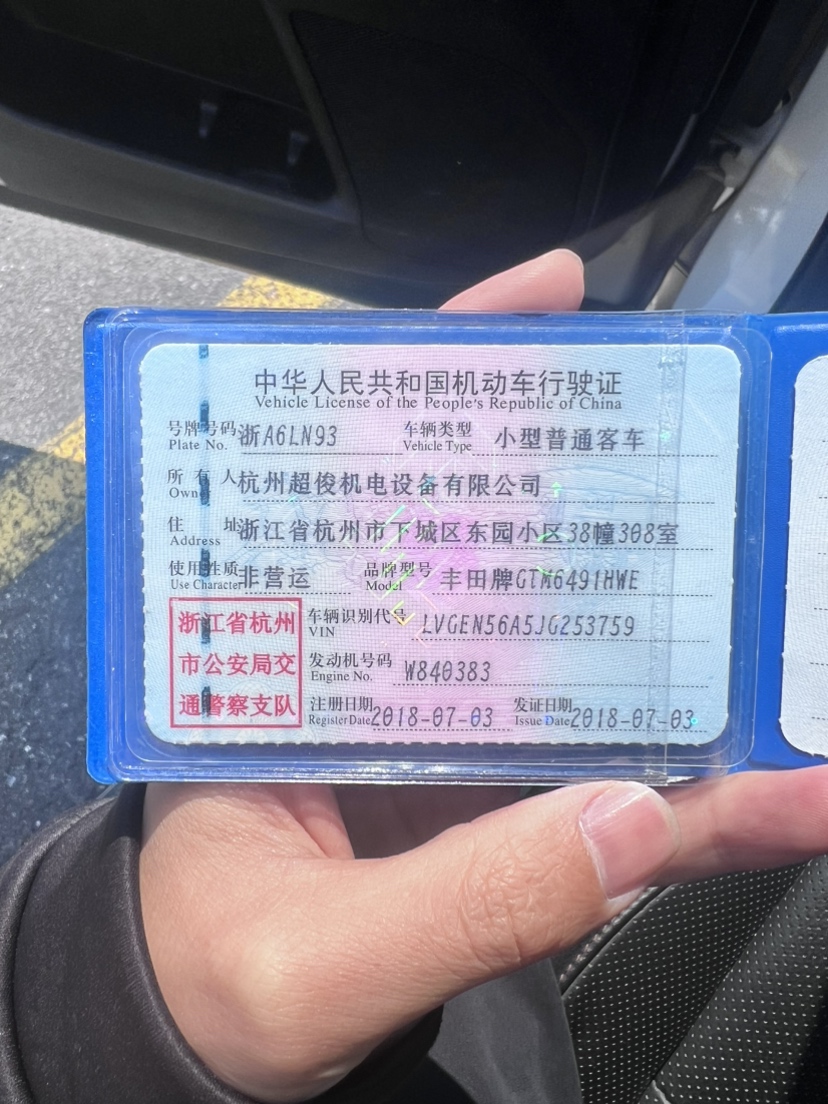 中华人民共和国机动车行驶证
Vehicle License of the People's Republic of China
号牌号码 浙A6LN93 车辆类型 小型普通客车
Plate No. Vehicle Type
所有人 杭州超俊机电设备有限公司
Owner
住址 浙江省杭州市下城区东园小区38幢308室
Address
使用性质 非营运 品牌型号 丰田牌GTM6491HWE
Use Character Model
浙江省杭州
市公安局交
通警察支队
车辆识别代号 LVGEN56A5JG253759
VIN
发动机号码 W840383
Engine No.
注册日期 2018-07-03 发证日期 2018-07-03
Register Date Issue Date